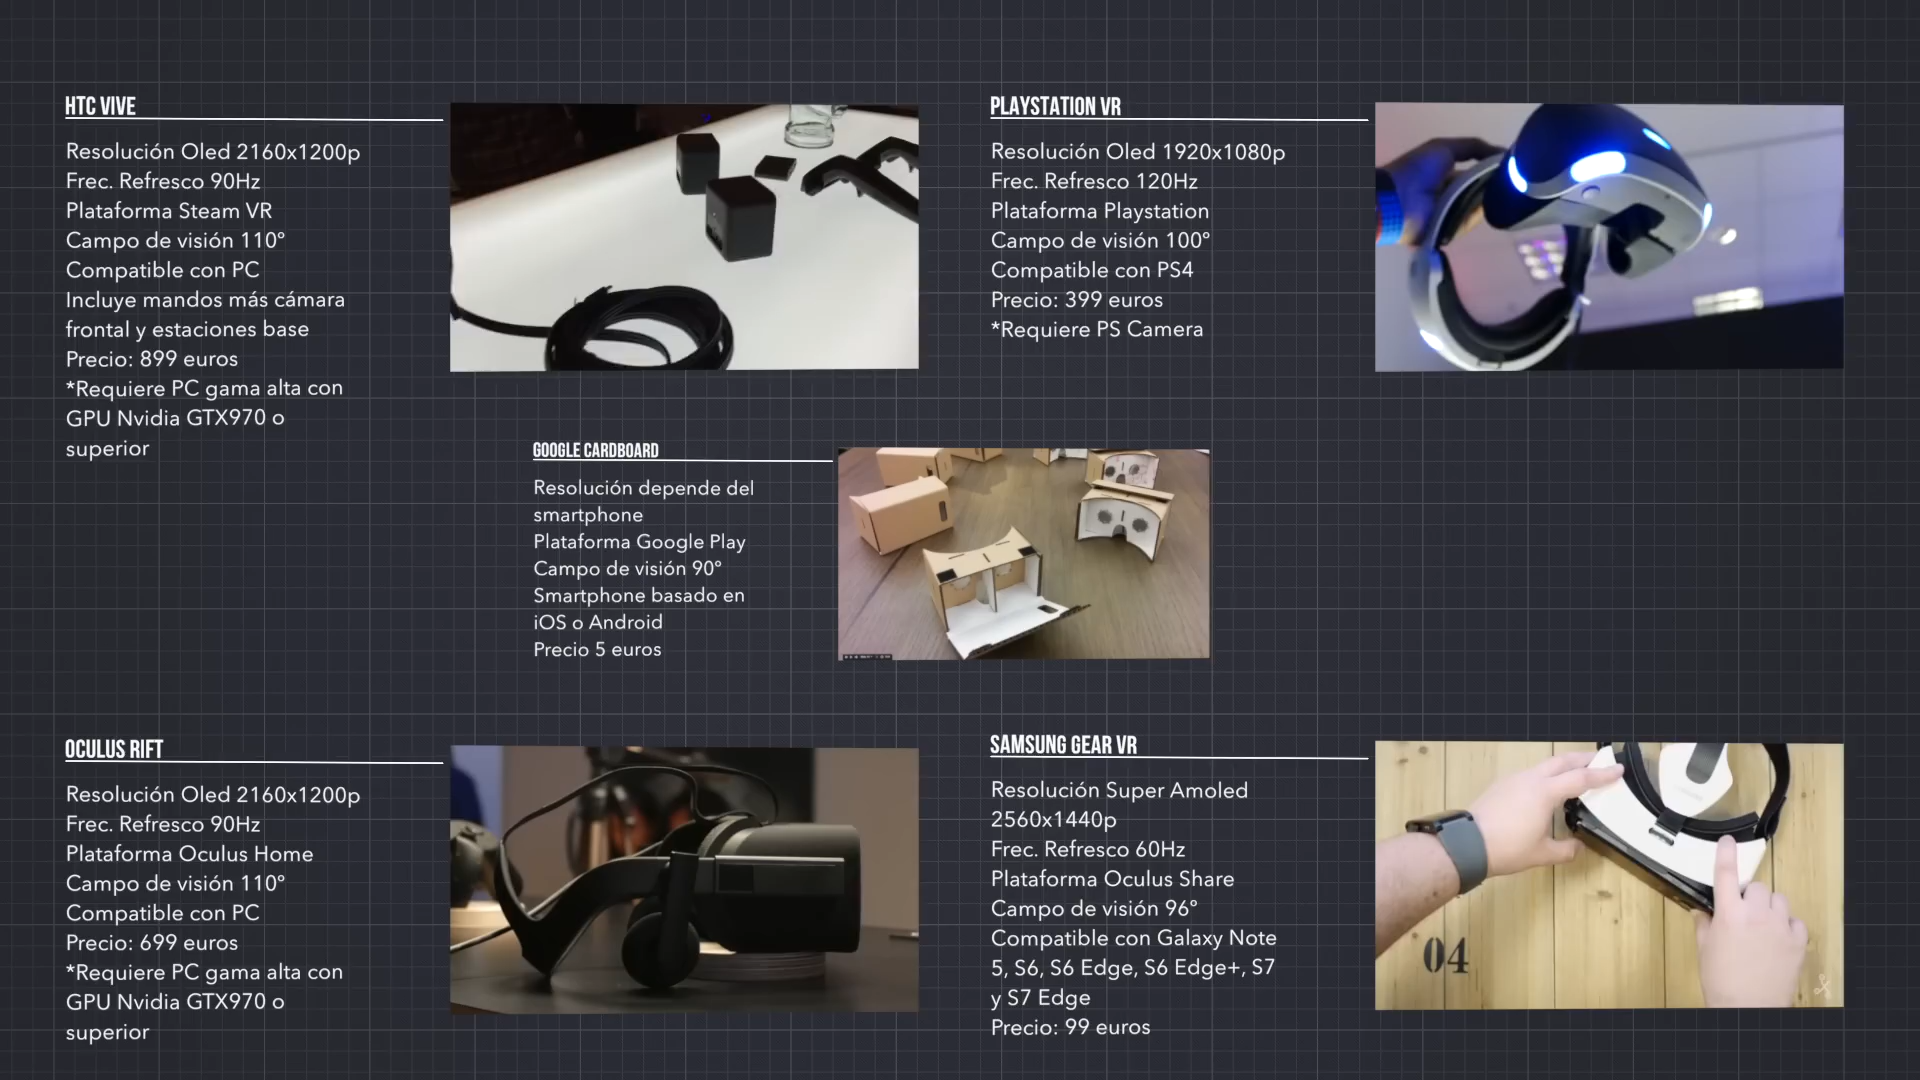 HTC VIVE
Resolución Oled 2160x1200p
Frec. Refresco 90Hz
Plataforma Steam VR
Campo de visión 110º
Compatible con PC
Incluye mandos más cámara
frontal y estaciones base
Precio: 899 euros
*Requiere PC gama alta con
GPU Nvidia GTX970 o
superior
PLAYSTATION VR
Resolución Oled 1920x1080p
Frec. Refresco 120Hz
Plataforma Playstation
Campo de visión 100º
Compatible con PS4
Precio: 399 euros
*Requiere PS Camera
GOOGLE CARDBOARD
Resolución depende del
smartphone
Plataforma Google Play
Campo de visión 90º
Smartphone basado en
iOS o Android
Precio 5 euros
OCULUS RIFT
Resolución Oled 2160x1200p
Frec. Refresco 90Hz
Plataforma Oculus Home
Campo de visión 110º
Compatible con PC
Precio: 699 euros
*Requiere PC gama alta con
GPU Nvidia GTX970 o
superior
SAMSUNG GEAR VR
Resolución Super Amoled
2560x1440p
Frec. Refresco 60Hz
Plataforma Oculus Share
Campo de visión 96º
Compatible con Galaxy Note
5, S6, S6 Edge, S6 Edge+, S7
y S7 Edge
Precio: 99 euros
04